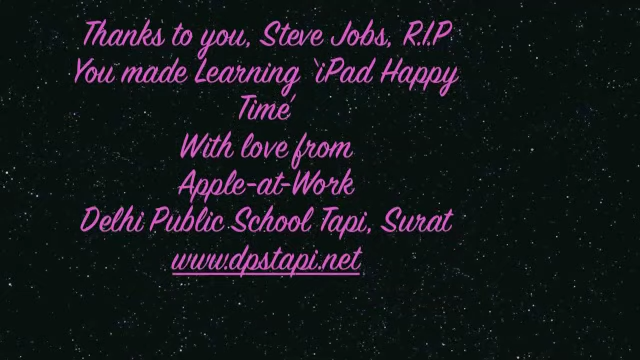 Thanks to you, Steve Jobs, R.I.P
You made Learning `iPad Happy
Time'
With love from
Apple-at-Work
Delhi Public School Tapi, Surat
www.dpstapi.net